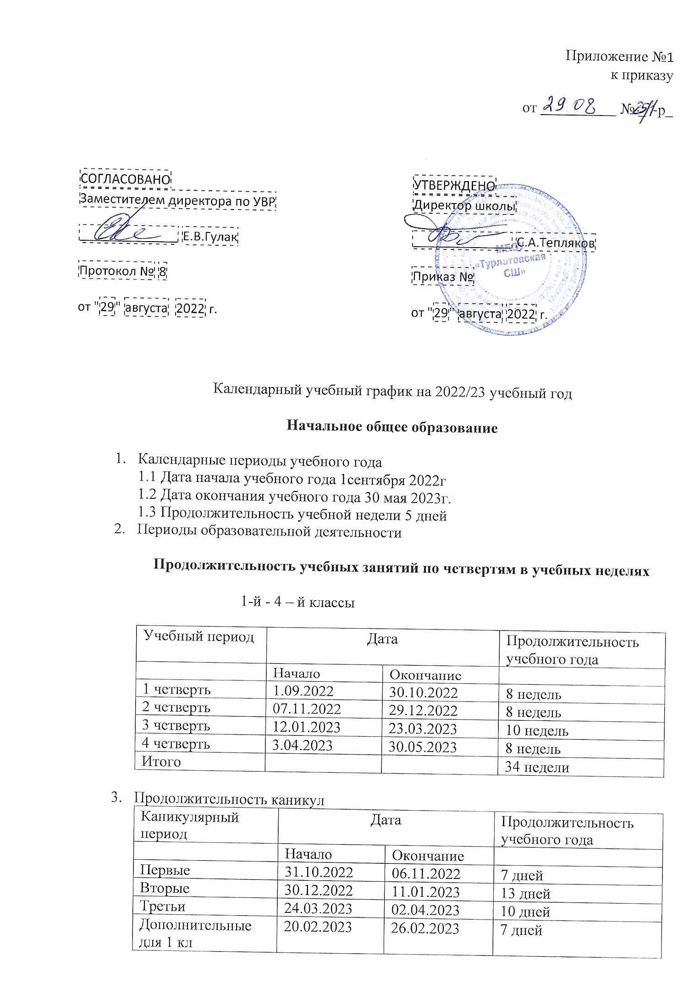 Приложение №1
к приказу
от 29.08 № -р_
СОГЛАСОВАНО
Заместителем директора по УВР
Е.В.Гулак
Протокол № 8
от "29" августа 2022 г.
УТВЕРЖДЕНО
Директор школы
С.А.Тепляков
МБОУ
«Турлатовская
СШ»
Приказ №
от "29" августа 2022 г.
Календарный учебный график на 2022/23 учебный год
Начальное общее образование
1. Календарные периоды учебного года
1.1 Дата начала учебного года 1сентября 2022г
1.2 Дата окончания учебного года 30 мая 2023г.
1.3 Продолжительность учебной недели 5 дней
2. Периоды образовательной деятельности
Продолжительность учебных занятий по четвертям в учебных неделях
1-й - 4 – й классы
Учебный период Дата Продолжительность
учебного года
Начало Окончание
1 четверть 1.09.2022 30.10.2022 8 недель
2 четверть 07.11.2022 29.12.2022 8 недель
3 четверть 12.01.2023 23.03.2023 10 недель
4 четверть 3.04.2023 30.05.2023 8 недель
Итого 34 недели
3. Продолжительность каникул
Каникулярный Дата Продолжительность
период учебного года
Начало Окончание
Первые 31.10.2022 06.11.2022 7 дней
Вторые 30.12.2022 11.01.2023 13 дней
Третьи 24.03.2023 02.04.2023 10 дней
Дополнительные 20.02.2023 26.02.2023 7 дней
для 1 кл